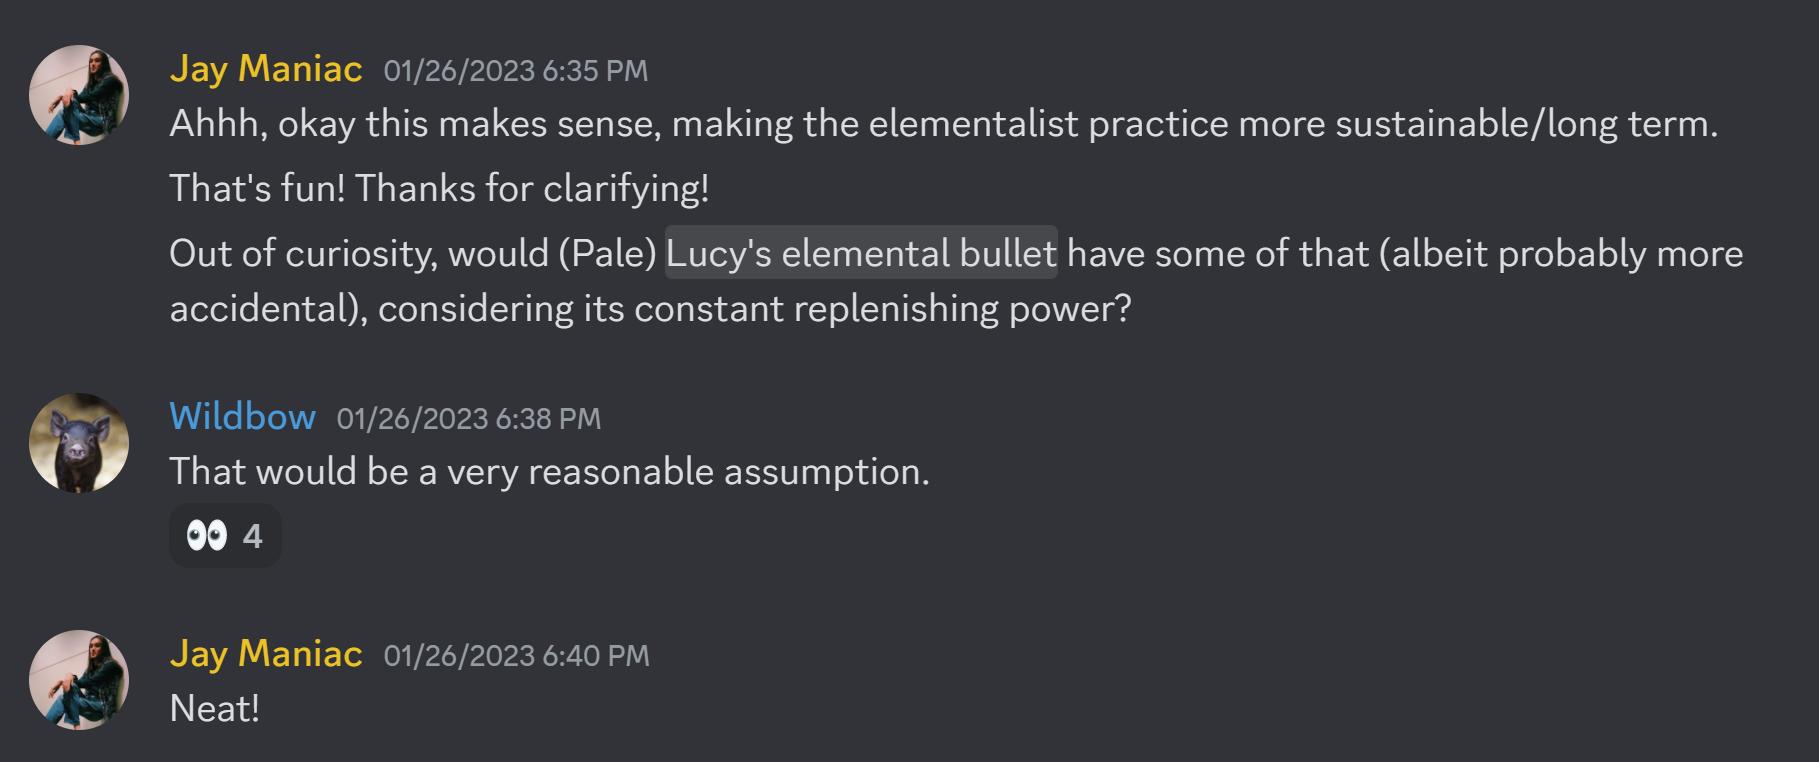 Jay Maniac 01/26/2023 6:35 PM
Ahhh, okay this makes sense, making the elementalist practice more sustainable/long term.
That's fun! Thanks for clarifying!
Out of curiosity, would (Pale) Lucy's elemental bullet have some of that (albeit probably more
accidental), considering its constant replenishing power?
Wildbow 01/26/2023 6:38 PM
That would be a very reasonable assumption.
👀 4
Jay Maniac 01/26/2023 6:40 PM
Neat!